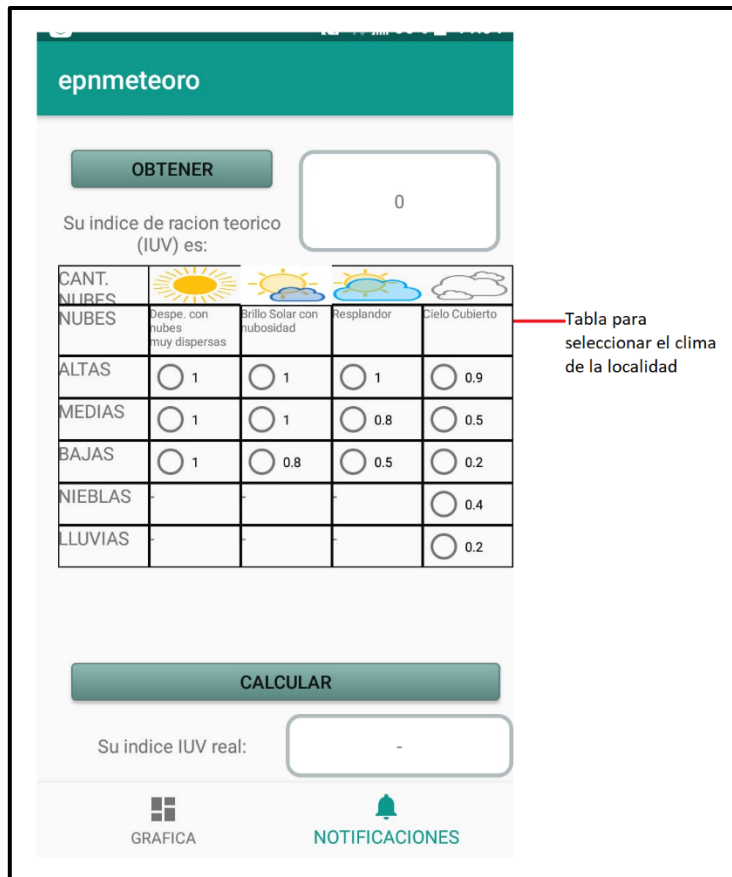 epnmeteoro
OBTENER
0
Su indice de racion teorico
(IUV) es:
CANT.
NUBES
NUBES Despe. con nubes muy dispersas Brillo Solar con nubosidad Resplandor Cielo Cubierto
ALTAS 1 1 1 0.9
MEDIAS 1 1 0.8 0.5
BAJAS 1 0.8 0.5 0.2
NIEBLAS - - - 0.4
LLUVIAS - - - 0.2
Tabla para
seleccionar el clima
de la localidad
CALCULAR
Su indice IUV real: -
GRAFICA NOTIFICACIONES